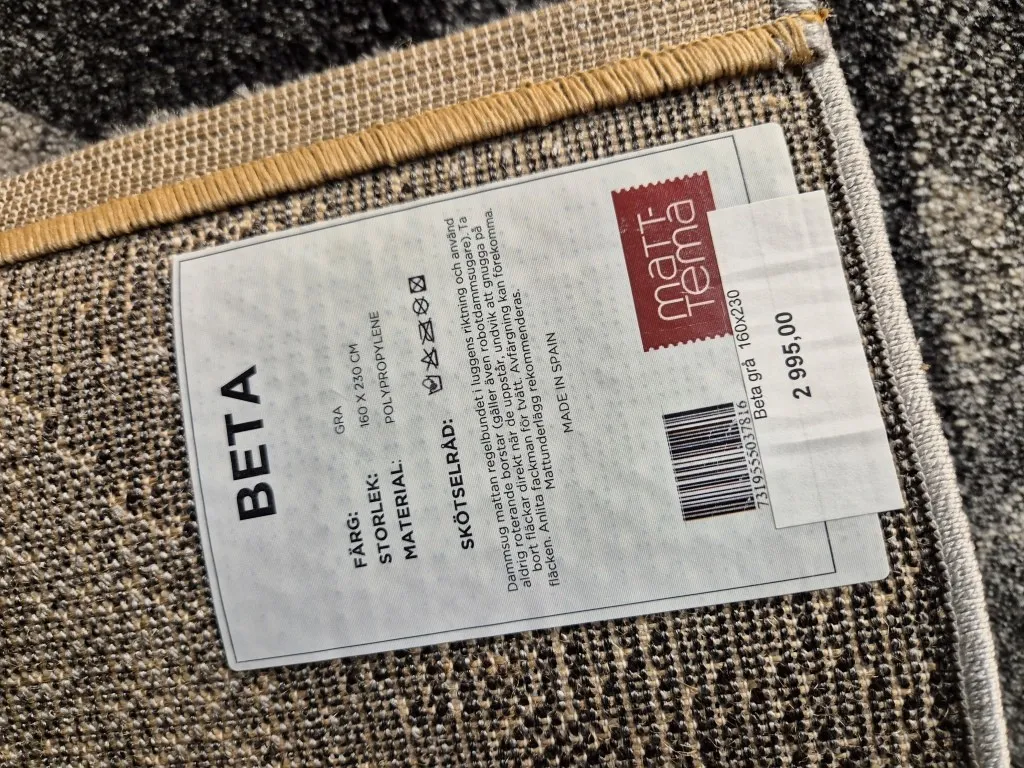 BETA
FÄRG: GRA
STORLEK: 160 X 230 CM
MATERIAL: POLYPROPYLENE
SKÖTSELRÅD:
Dammsug mattan regelbundet i luggens riktning och använd
aldrig roterande borstar (gäller även robotdammsugare). Ta
bort fläckar direkt när de uppstår, undvik att gnugga på
fläcken. Anlita fackman för tvätt. Avfärgning kan förekomma.
Mattunderlägg rekommenderas.
MADE IN SPAIN
maTT-
Tema
7319555037816
Beta grå 160x230
2 995,00